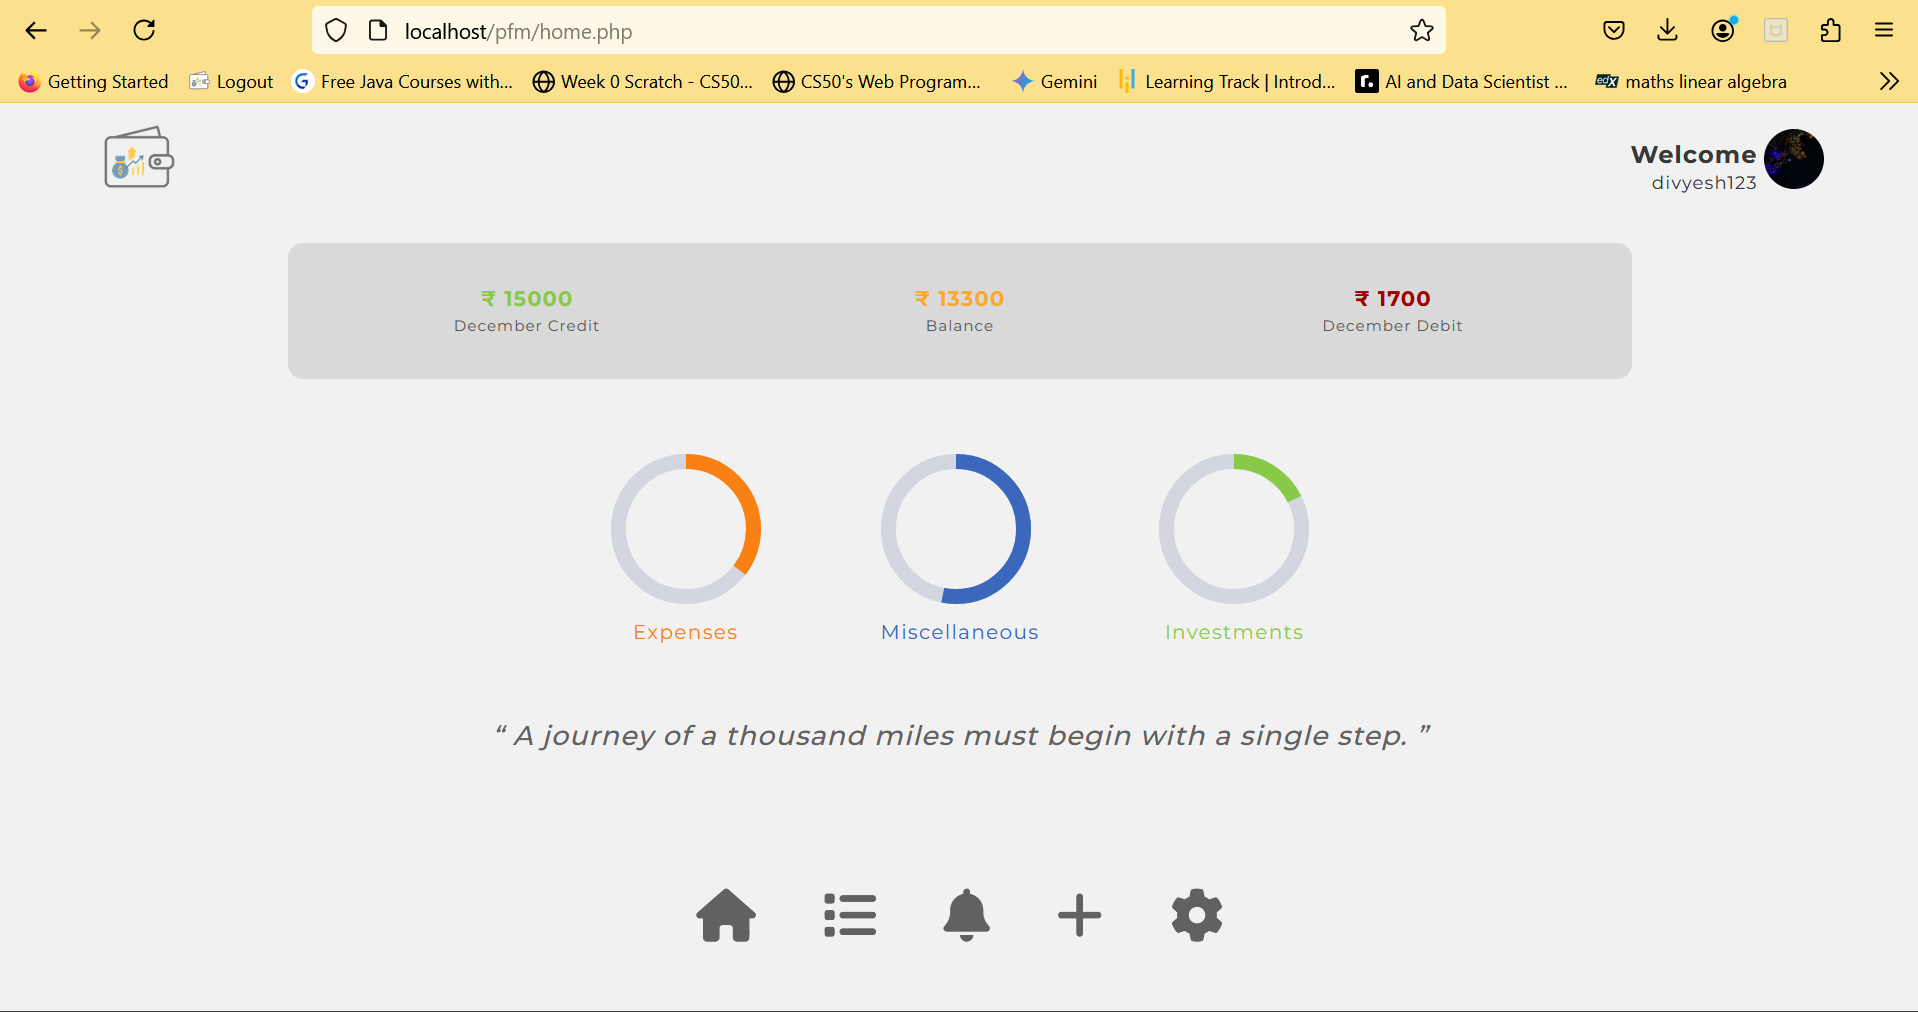 localhost/pfm/home.php
Getting Started Logout Free Java Courses with... Week 0 Scratch - CS50... CS50's Web Program... Gemini Learning Track | Introd... AI and Data Scientist ... edX maths linear algebra
Welcome
divyesh123
₹ 15000 ₹ 13300 ₹ 1700
December Credit Balance December Debit
Expenses Miscellaneous Investments
“ A journey of a thousand miles must begin with a single step. ”